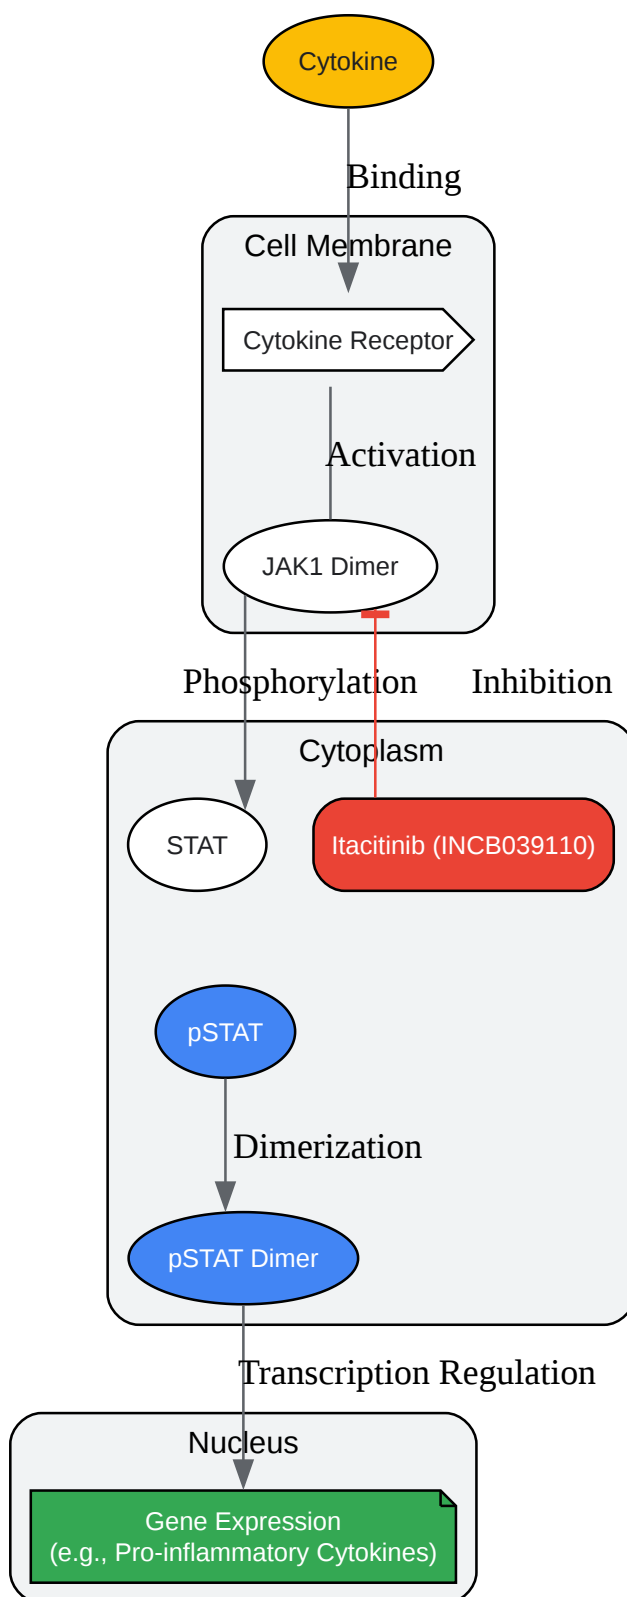 Cytokine
Binding
Cell Membrane
Cytokine Receptor
Activation
JAK1 Dimer
Phosphorylation
Inhibition
Cytoplasm
STAT
Itacitinib (INCB039110)
pSTAT
Dimerization
pSTAT Dimer
Transcription Regulation
Nucleus
Gene Expression
(e.g., Pro-inflammatory Cytokines)